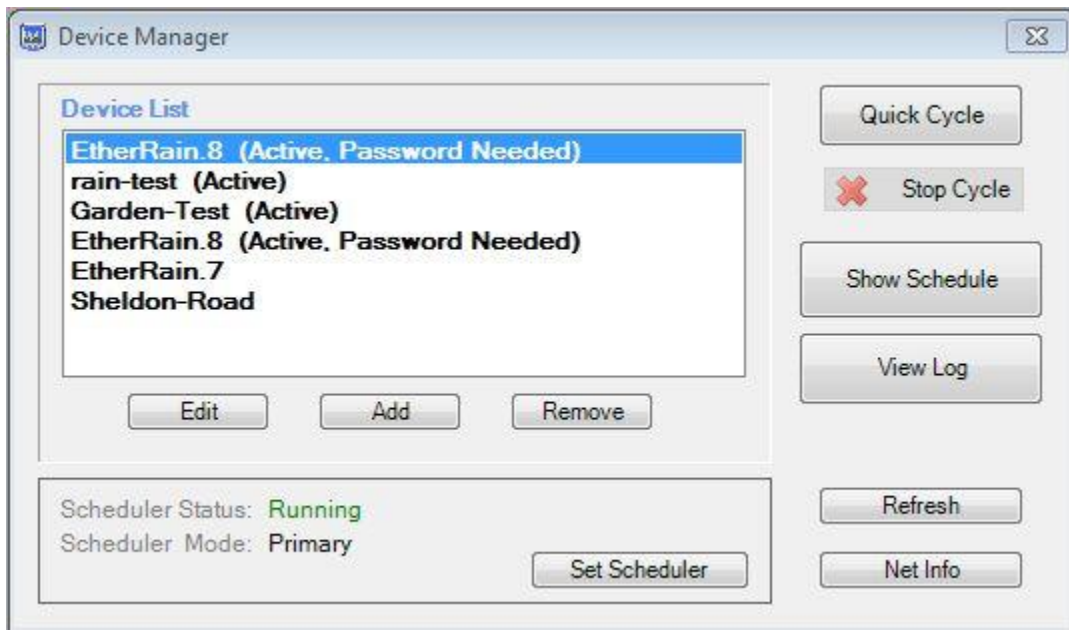 Device Manager
Device List
EtherRain.8 (Active, Password Needed)
rain-test (Active)
Garden-Test (Active)
EtherRain.8 (Active, Password Needed)
EtherRain.7
Sheldon-Road
Edit
Add
Remove
Quick Cycle
Stop Cycle
Show Schedule
View Log
Scheduler Status: Running
Scheduler Mode: Primary
Set Scheduler
Refresh
Net Info